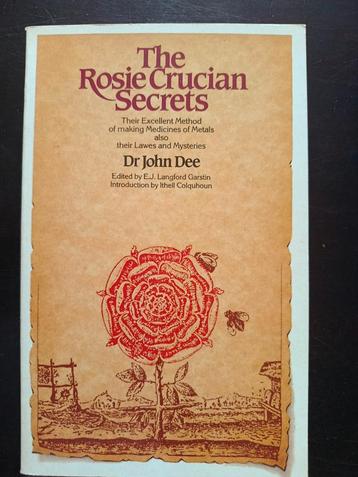 The
Rosie Crucian
Secrets
Their Excellent Method
of making Medicines of Metals
also
their Lawes and Mysteries
Dr John Dee
Edited by E.J. Langford Garstin
Introduction by Ithell Colquhoun